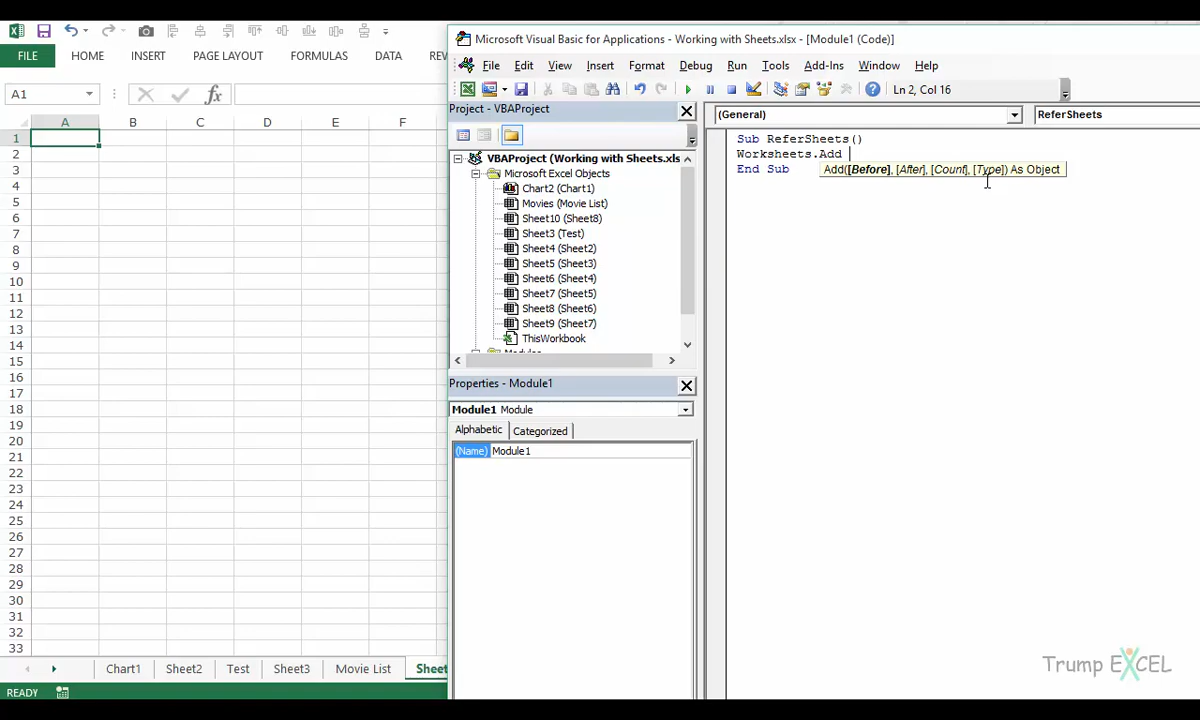 Microsoft Visual Basic for Applications - Working with Sheets.xlsx - [Module1 (Code)]
FILE HOME INSERT PAGE LAYOUT FORMULAS DATA REV
File Edit View Insert Format Debug Run Tools Add-Ins Window Help
A1 fx
Ln 2, Col 16
Project - VBAProject
(General) ReferSheets
A B C D E F
1
2
3
4
5
6
7
8
9
10
11
12
13
14
15
16
17
18
19
20
21
22
23
24
25
26
27
28
29
30
31
32
33
VBAProject (Working with Sheets.xls
Microsoft Excel Objects
Chart2 (Chart1)
Movies (Movie List)
Sheet10 (Sheet8)
Sheet3 (Test)
Sheet4 (Sheet2)
Sheet5 (Sheet3)
Sheet6 (Sheet4)
Sheet7 (Sheet5)
Sheet8 (Sheet6)
Sheet9 (Sheet7)
ThisWorkbook
Modules
Properties - Module1
Module1 Module
Alphabetic Categorized
(Name) Module1
Sub ReferSheets()
Worksheets.Add
End Sub
Add([Before], [After], [Count], [Type]) As Object
Chart1 Sheet2 Test Sheet3 Movie List Sheet
READY
Trump EXCEL